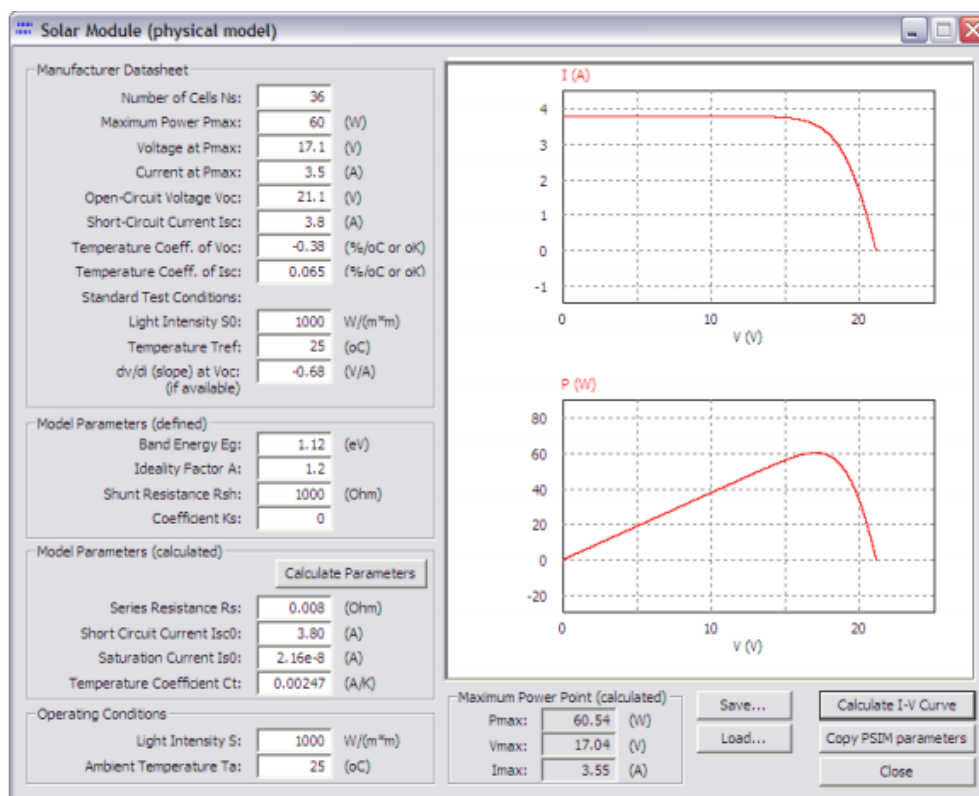 Solar Module (physical model)
Manufacturer Datasheet
Number of Cells Ns: 36
Maximum Power Pmax: 60 (W)
Voltage at Pmax: 17.1 (V)
Current at Pmax: 3.5 (A)
Open-Circuit Voltage Voc: 21.1 (V)
Short-Circuit Current Isc: 3.8 (A)
Temperature Coeff. of Voc: -0.38 (%/oC or oK)
Temperature Coeff. of Isc: 0.065 (%/oC or oK)
Standard Test Conditions:
Light Intensity S0: 1000 W/(m*m)
Temperature Tref: 25 (oC)
dv/di (slope) at Voc: -0.68 (V/A)
(if available)
Model Parameters (defined)
Band Energy Eg: 1.12 (eV)
Ideality Factor A: 1.2
Shunt Resistance Rsh: 1000 (Ohm)
Coefficient Ks: 0
Model Parameters (calculated)
Calculate Parameters
Series Resistance Rs: 0.008 (Ohm)
Short Circuit Current Isc0: 3.80 (A)
Saturation Current Is0: 2.16e-8 (A)
Temperature Coefficient Ct: 0.00247 (A/K)
Operating Conditions
Light Intensity S: 1000 W/(m*m)
Ambient Temperature Ta: 25 (oC)
I (A)
4
3
2
1
0
-1
0 10 20
V (V)
P (W)
80
60
40
20
0
-20
0 10 20
V (V)
Maximum Power Point (calculated)
Pmax: 60.54 (W)
Vmax: 17.04 (V)
Imax: 3.55 (A)
Save...
Load...
Calculate I-V Curve
Copy PSIM parameters
Close